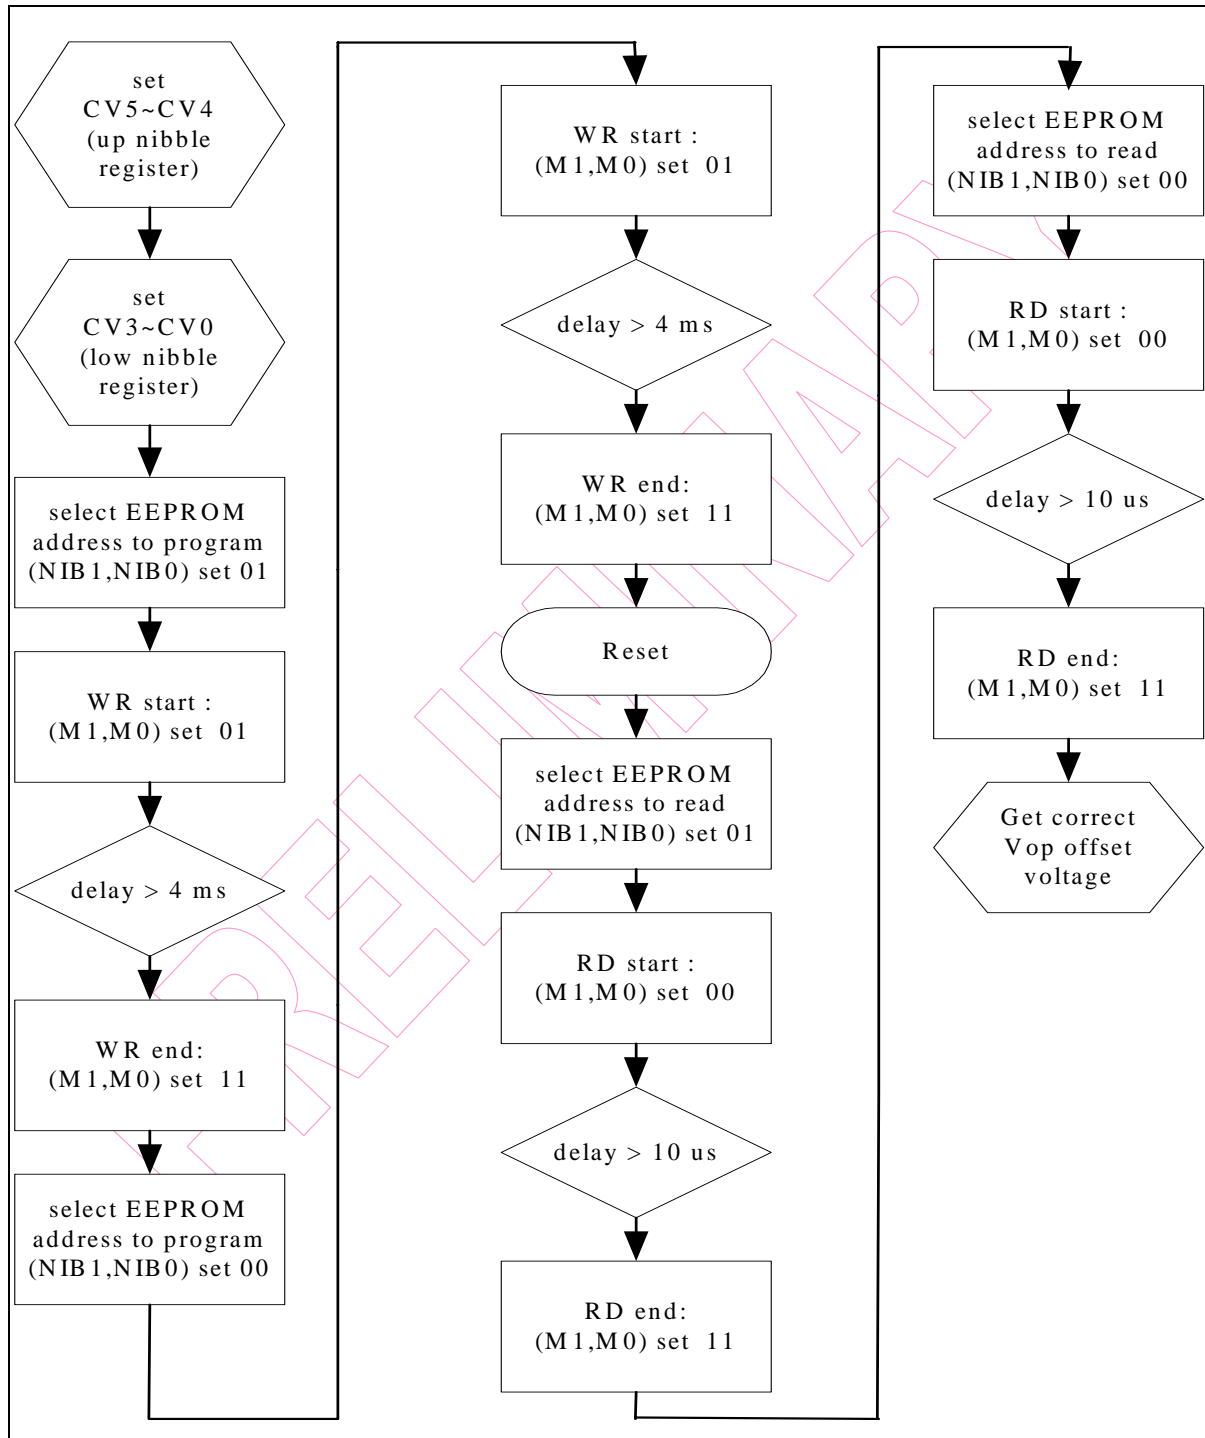 set
CV5~CV4
(up nibble
register)
set
CV3~CV0
(low nibble
register)
select EEPROM
address to program
(NIB1,NIB0) set 01
WR start :
(M1,M0) set 01
delay > 4 ms
WR end:
(M1,M0) set 11
select EEPROM
address to program
(NIB1,NIB0) set 00
WR start :
(M1,M0) set 01
delay > 4 ms
WR end:
(M1,M0) set 11
Reset
select EEPROM
address to read
(NIB1,NIB0) set 01
RD start :
(M1,M0) set 00
delay > 10 us
RD end:
(M1,M0) set 11
select EEPROM
address to read
(NIB1,NIB0) set 00
RD start :
(M1,M0) set 00
delay > 10 us
RD end:
(M1,M0) set 11
Get correct
Vop offset
voltage
PRELIMINARY